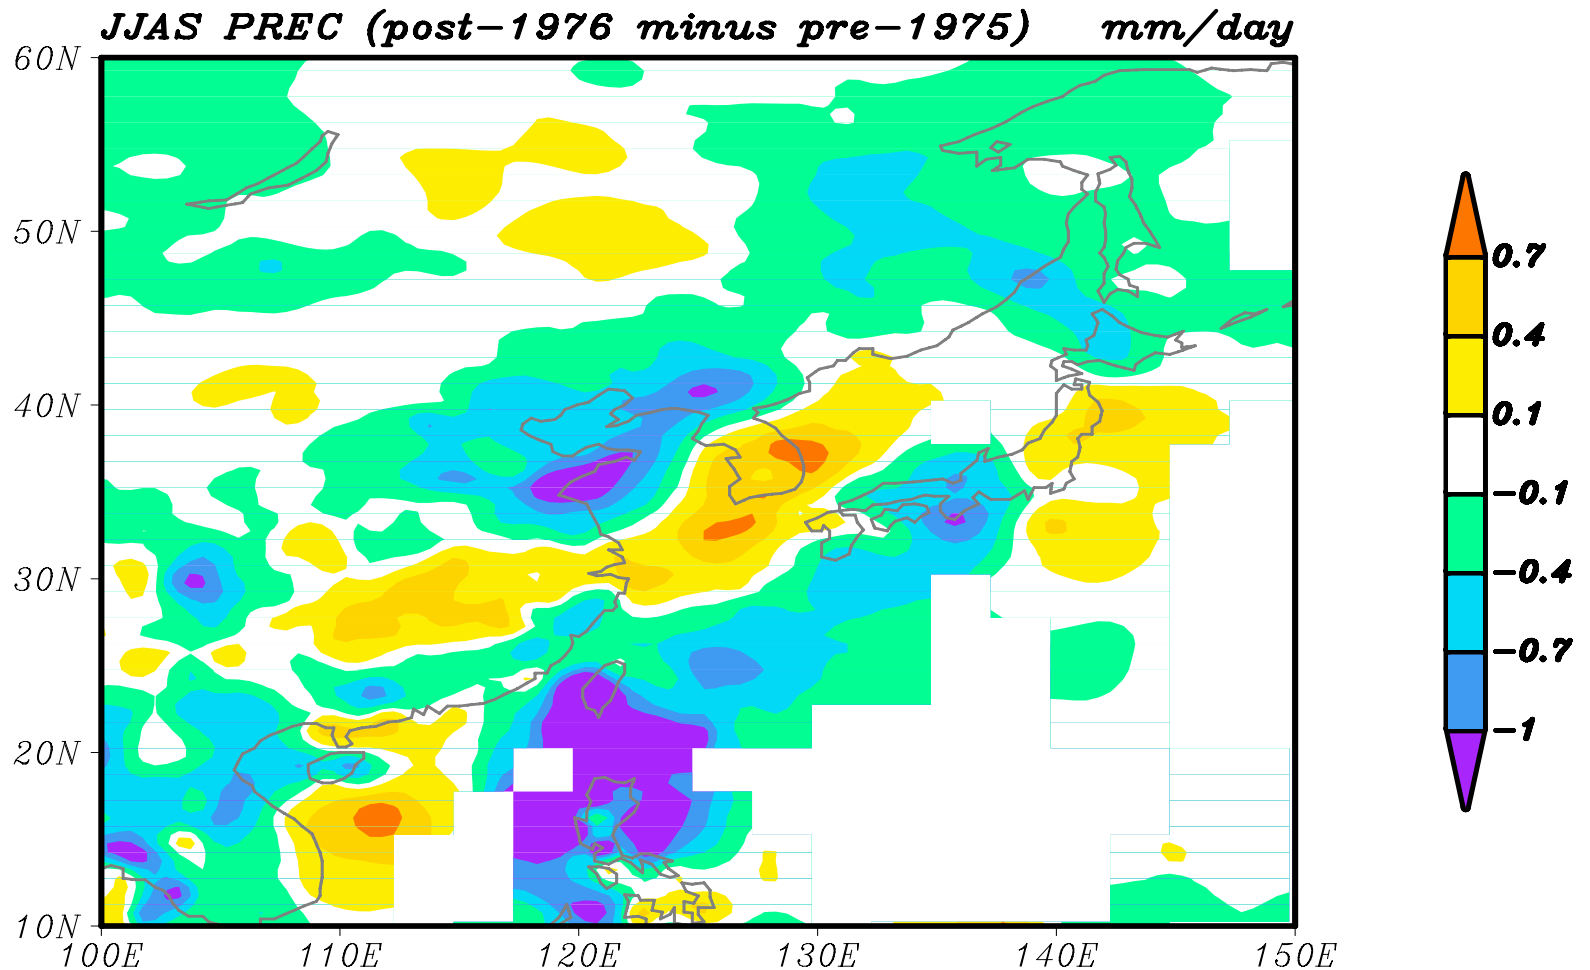 JJAS PREC (post-1976 minus pre-1975) mm/day
60N
50N
40N
30N
20N
10N
100E 110E 120E 130E 140E 150E
0.7
0.4
0.1
-0.1
-0.4
-0.7
-1